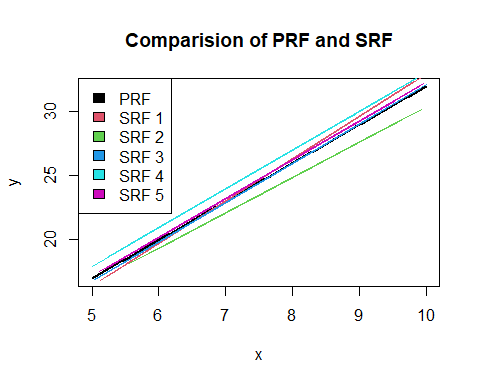 Comparision of PRF and SRF
PRF
SRF 1
SRF 2
SRF 3
SRF 4
SRF 5
y
20
25
30
5
6
7
8
9
10
x